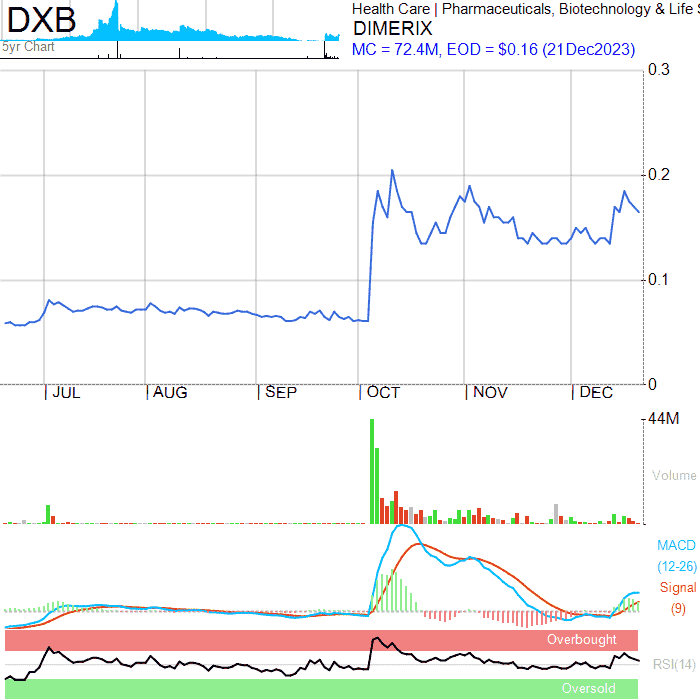 DXB
5yr Chart
Health Care | Pharmaceuticals, Biotechnology & Life S
DIMERIX
MC = 72.4M, EOD = $0.16 (21Dec2023)
0.3
0.2
0.1
0
JUL AUG SEP OCT NOV DEC
44M
Volume
MACD
(12-26)
Signal
(9)
Overbought
RSI(14)
Oversold